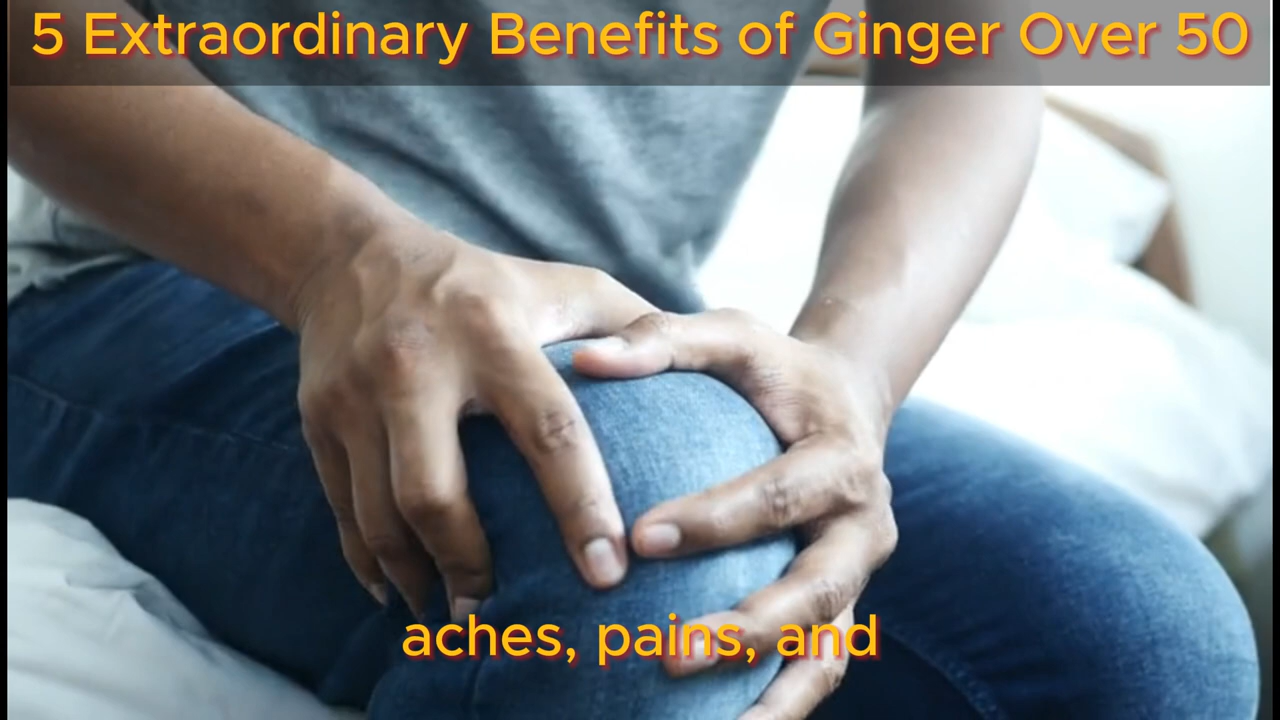 5 Extraordinary Benefits of Ginger Over 50
aches, pains, and